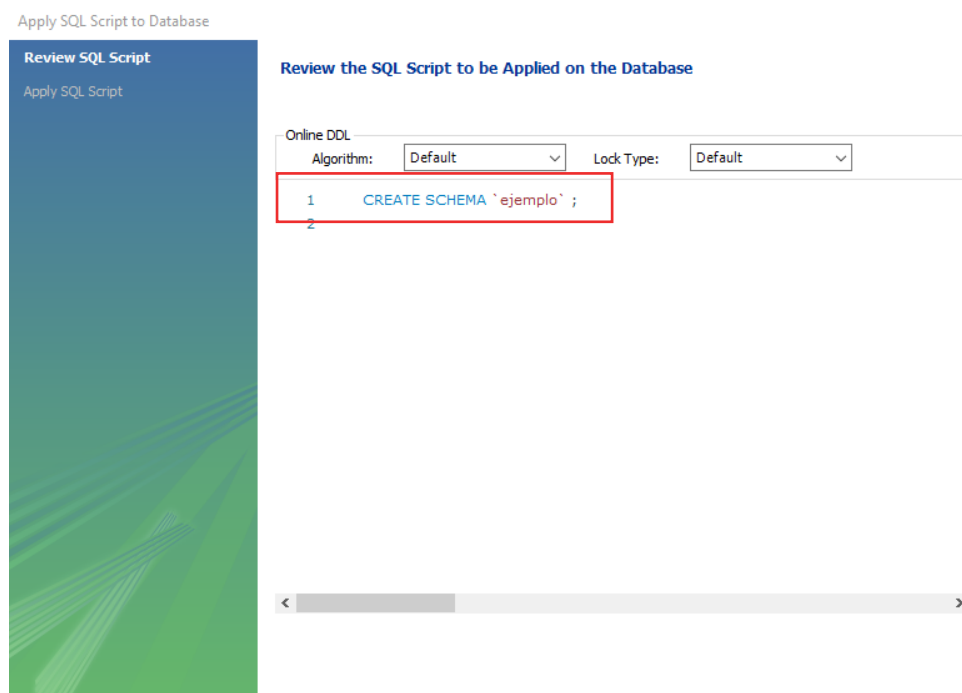 Apply SQL Script to Database
Review SQL Script
Apply SQL Script
Review the SQL Script to be Applied on the Database
Online DDL
Algorithm: Default Lock Type: Default
1 CREATE SCHEMA `ejemplo` ;
2